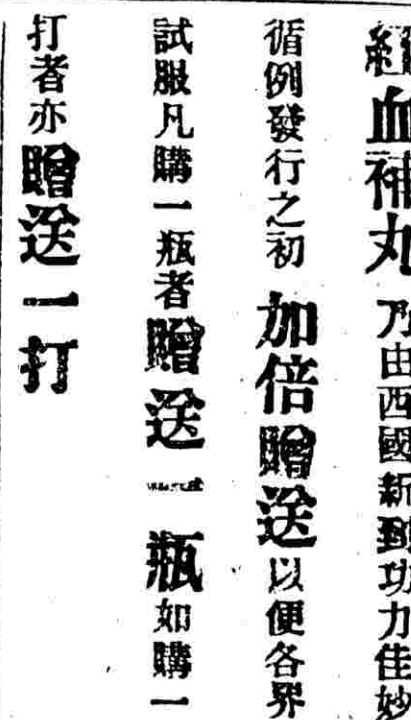 紅血補丸乃由西國新到功力佳妙
循例發行之初加倍贈送以便各界
試服凡購一瓶者贈送一瓶如購一
打者亦贈送一打